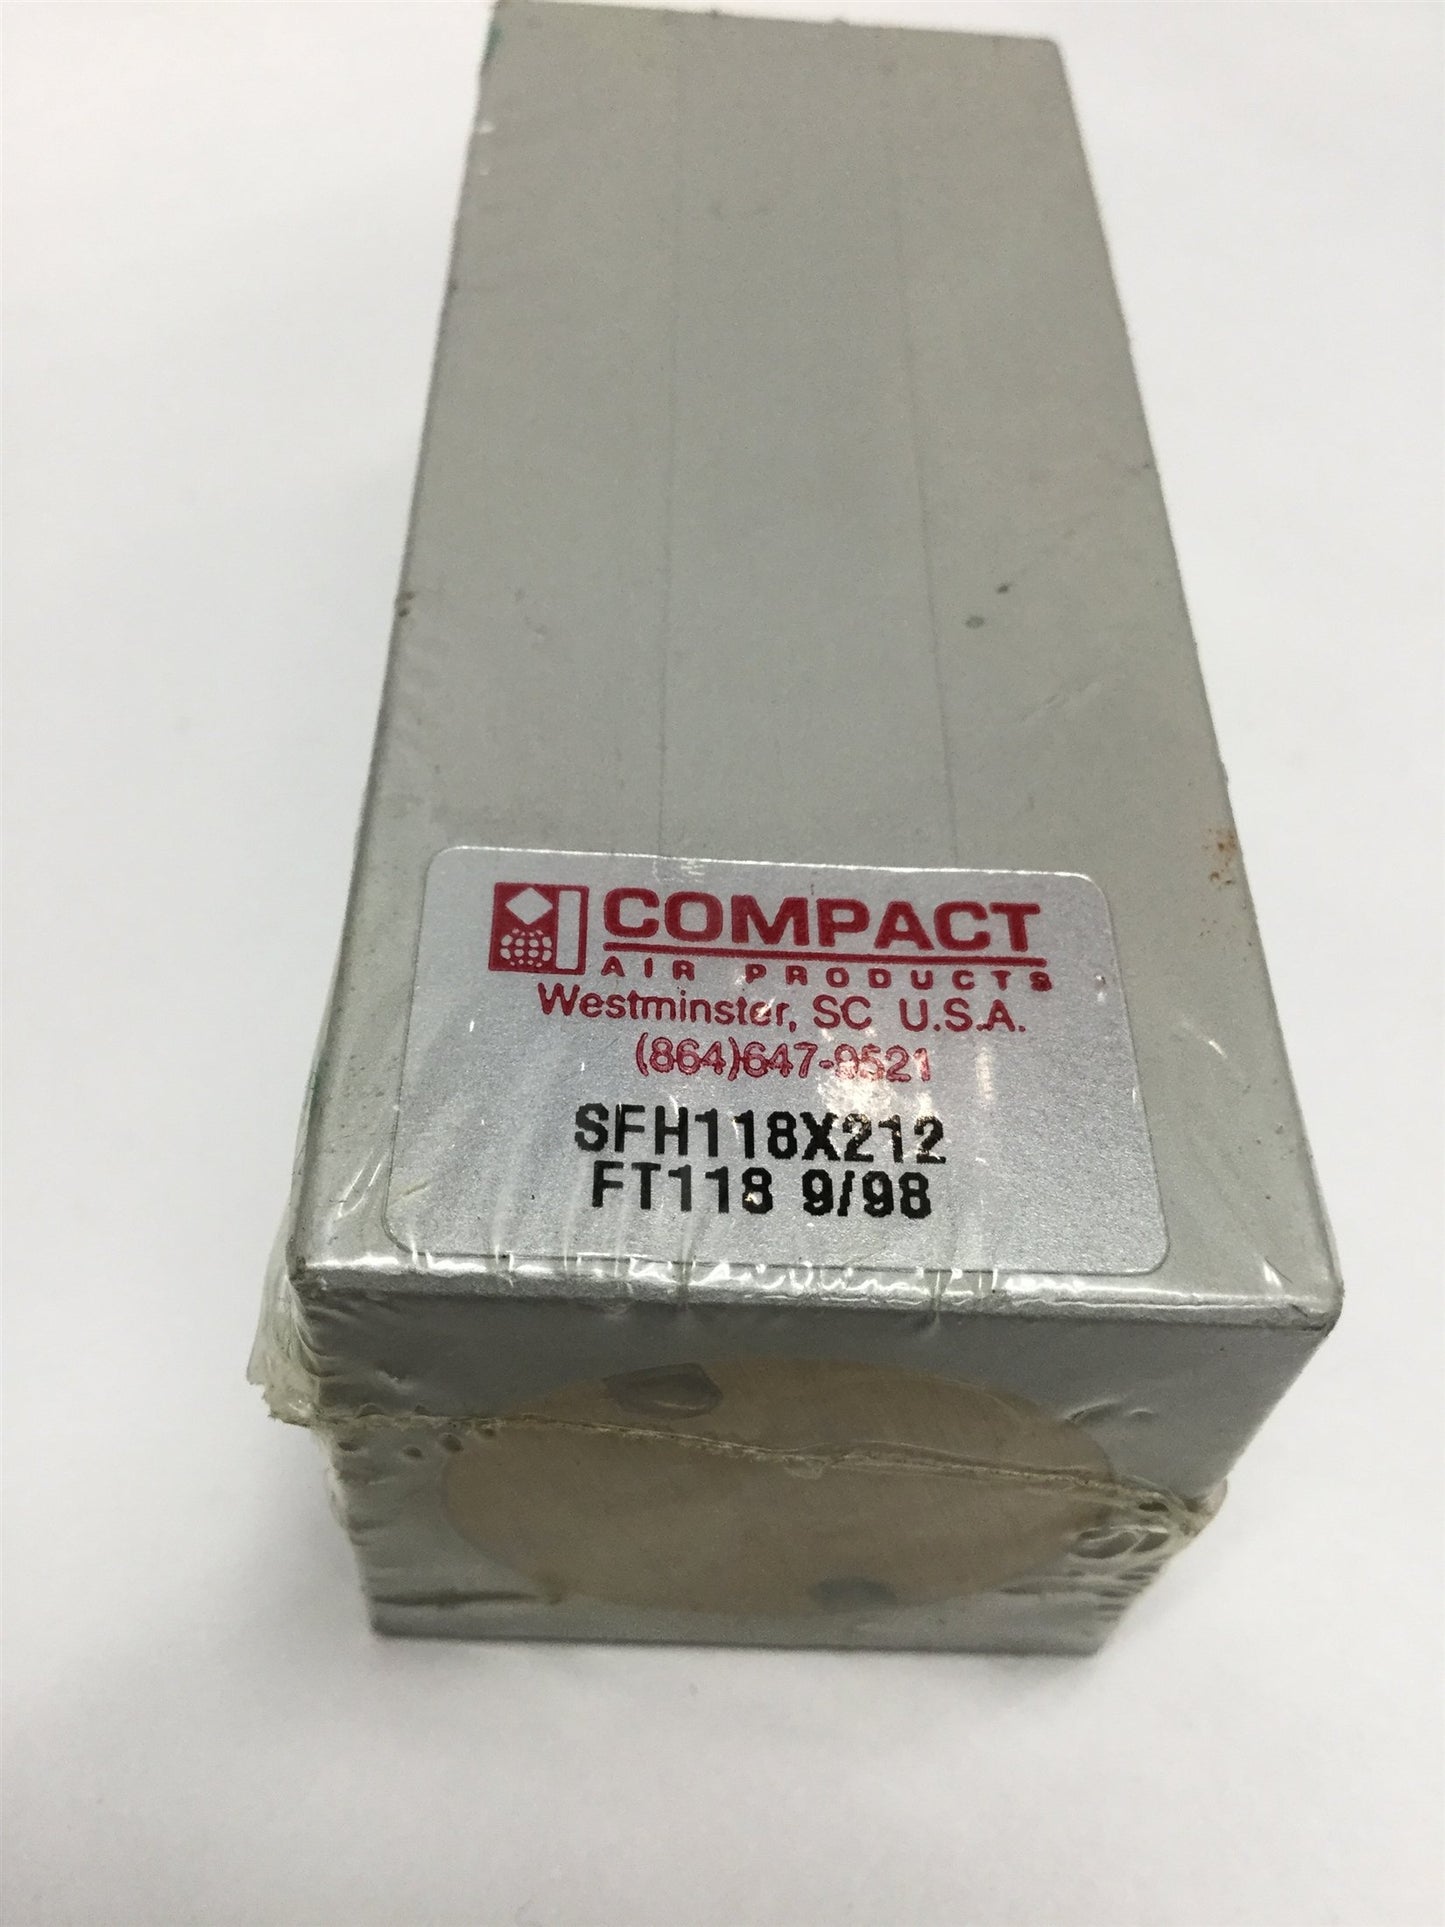 COMPACT
AIR PRODUCTS
Westminster, SC U.S.A.
(864)647-9521
SFH118X212
FT118 9/98